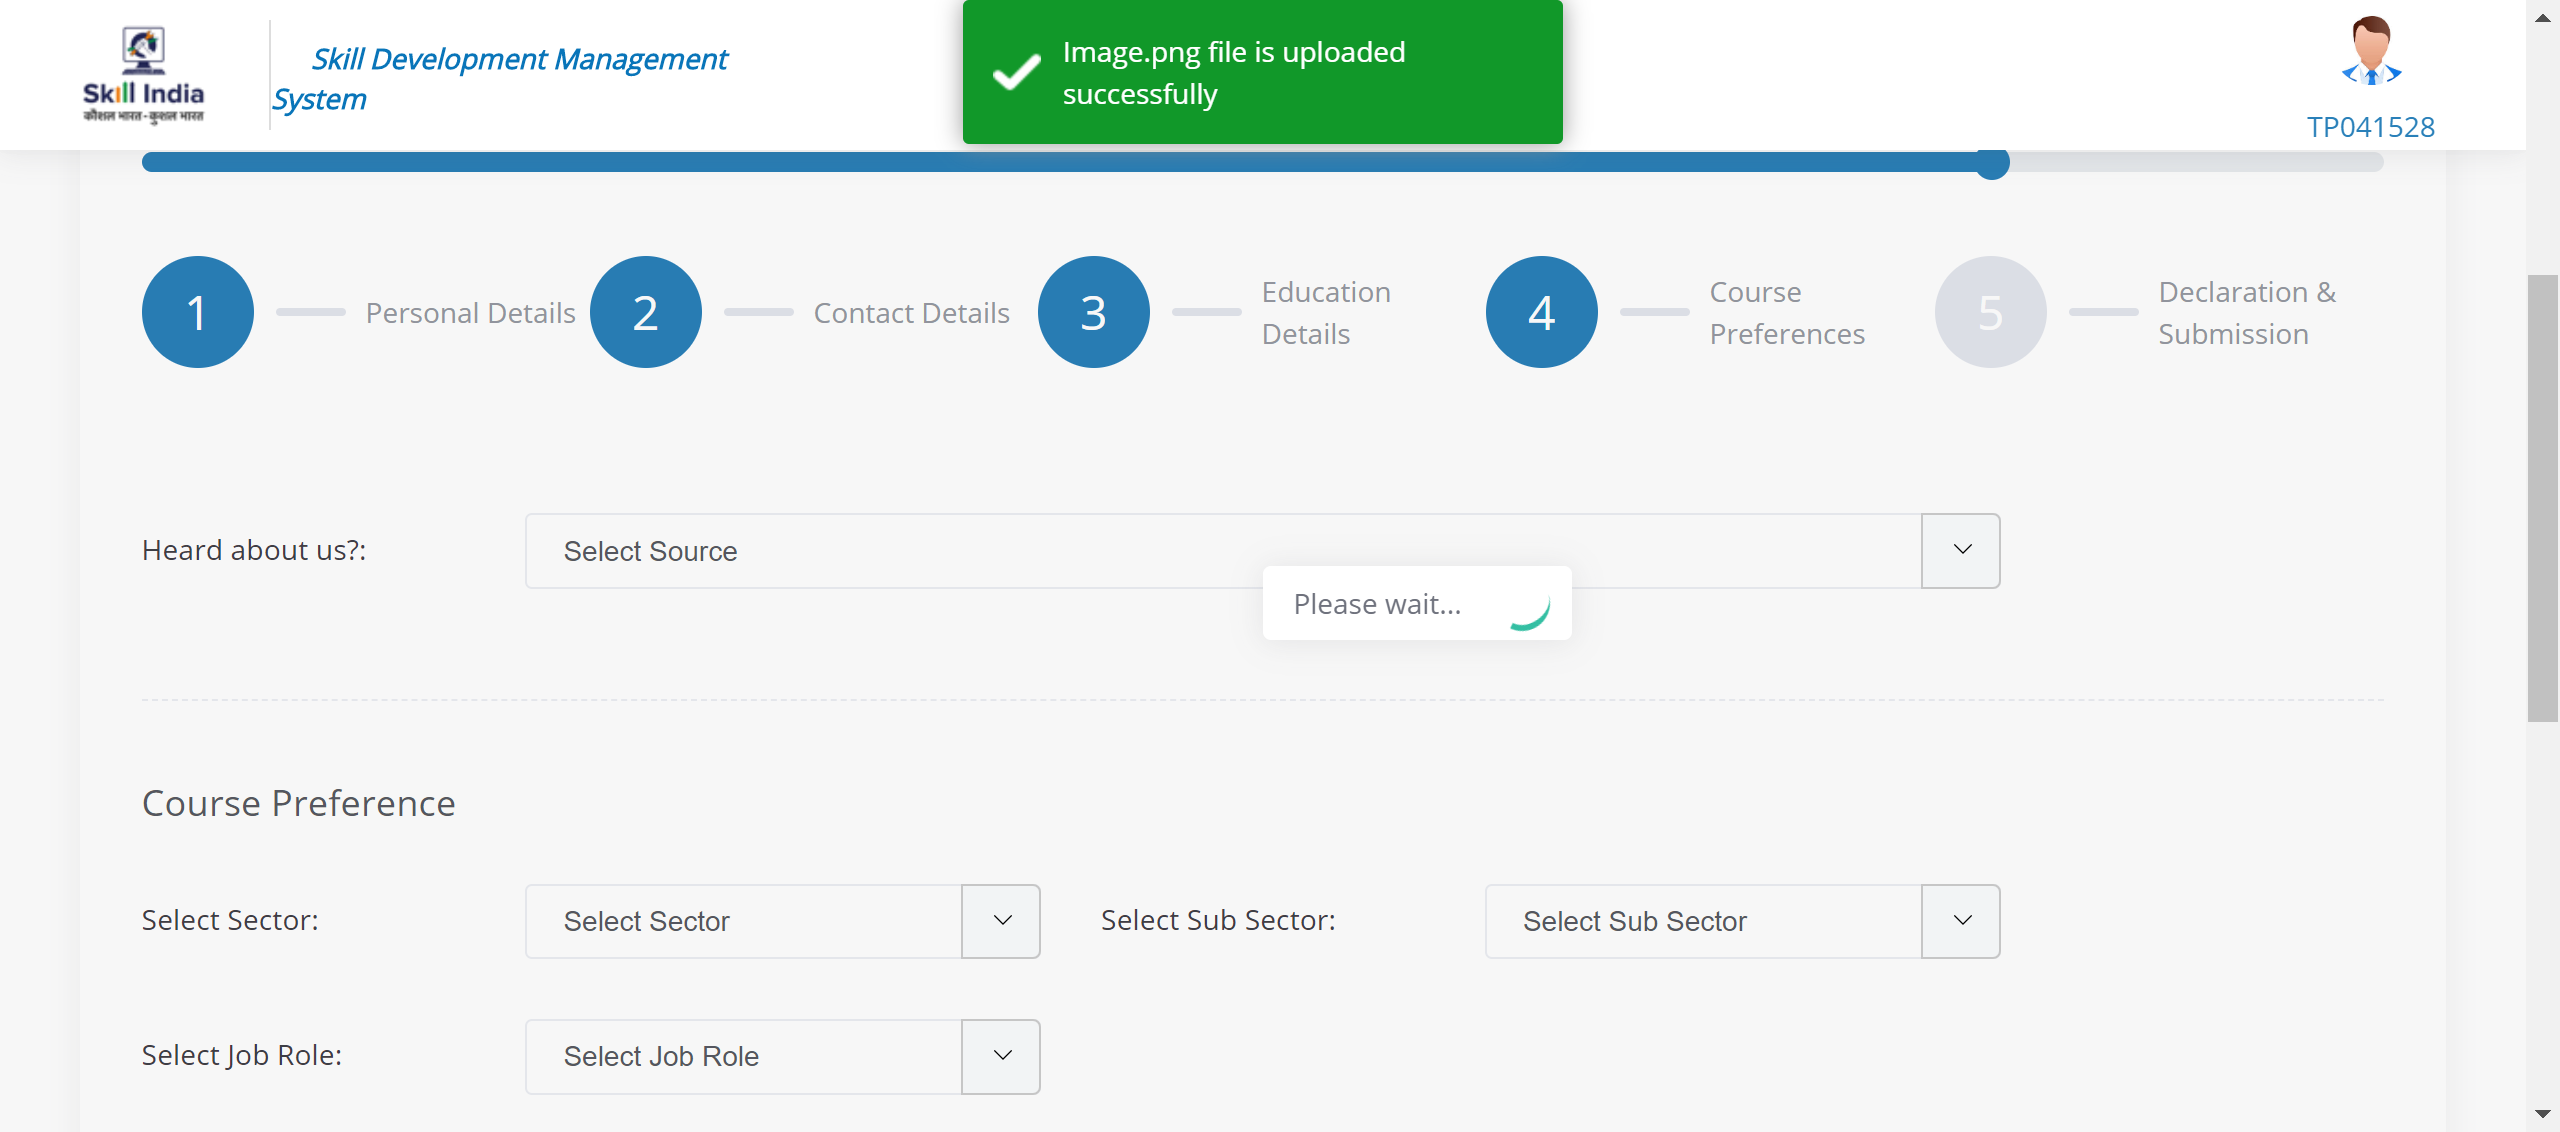 Skill India
कौशल भारत - कुशल भारत
Skill Development Management
System
Image.png file is uploaded
successfully
TP041528
1
Personal Details
2
Contact Details
3
Education
Details
4
Course
Preferences
5
Declaration &
Submission
Heard about us?:
Select Source
Please wait...
Course Preference
Select Sector:
Select Sector
Select Sub Sector:
Select Sub Sector
Select Job Role:
Select Job Role